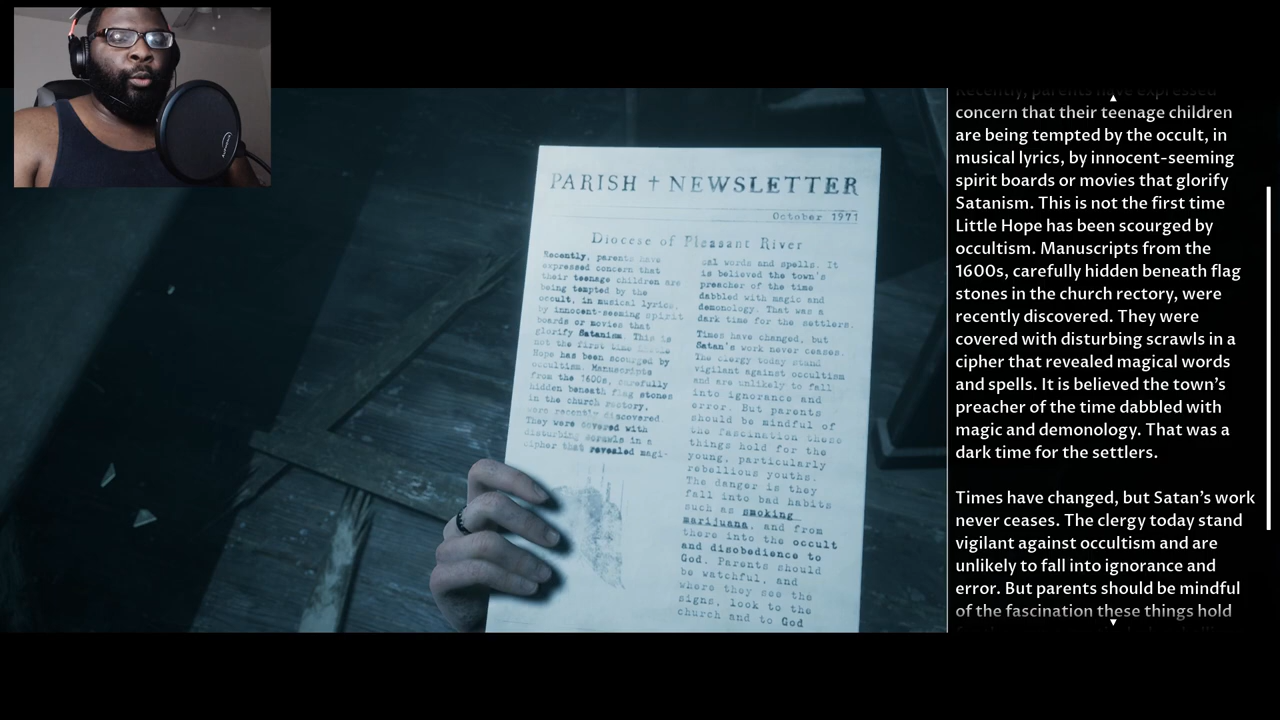 PARISH † NEWSLETTER
October 1971
Diocese of Pleasant River
Recently, parents have
expressed concern that
their teenage children are
being tempted by the
occult, in musical lyrics,
by innocent-seeming spirit
boards or movies that
glorify Satanism. This is
not the first time Little
Hope has been scourged by
occultism. Manuscripts
from the 1600s, carefully
hidden beneath flag stones
in the church rectory,
were recently discovered.
They were covered with
disturbing scrawls in a
cipher that revealed magi-
cal words and spells. It
is believed the town's
preacher of the time
dabbled with magic and
demonology. That was a
dark time for the settlers.
Times have changed, but
Satan's work never ceases.
The clergy today stand
vigilant against occultism
and are unlikely to fall
into ignorance and
error. But parents
should be mindful of
the fascination these
things hold for the
young, particularly
rebellious youths.
The danger is they
fall into bad habits
such as smoking
marijuana, and from
there into the occult
and disobedience to
God. Parents should
be watchful, and
where they see the
signs, look to the
church and to God
Recently, parents have expressed
concern that their teenage children
are being tempted by the occult, in
musical lyrics, by innocent-seeming
spirit boards or movies that glorify
Satanism. This is not the first time
Little Hope has been scourged by
occultism. Manuscripts from the
1600s, carefully hidden beneath flag
stones in the church rectory, were
recently discovered. They were
covered with disturbing scrawls in a
cipher that revealed magical words
and spells. It is believed the town's
preacher of the time dabbled with
magic and demonology. That was a
dark time for the settlers.
Times have changed, but Satan's work
never ceases. The clergy today stand
vigilant against occultism and are
unlikely to fall into ignorance and
error. But parents should be mindful
of the fascination these things hold